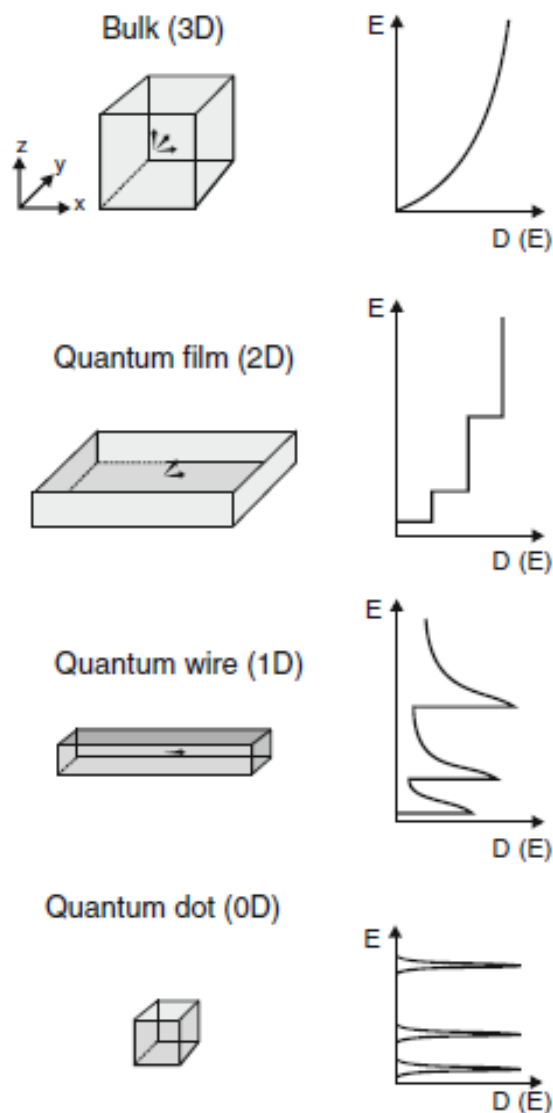 Bulk (3D)
E
z
y
x
D (E)
E
Quantum film (2D)
D (E)
E
Quantum wire (1D)
D (E)
Quantum dot (0D)
E
D (E)